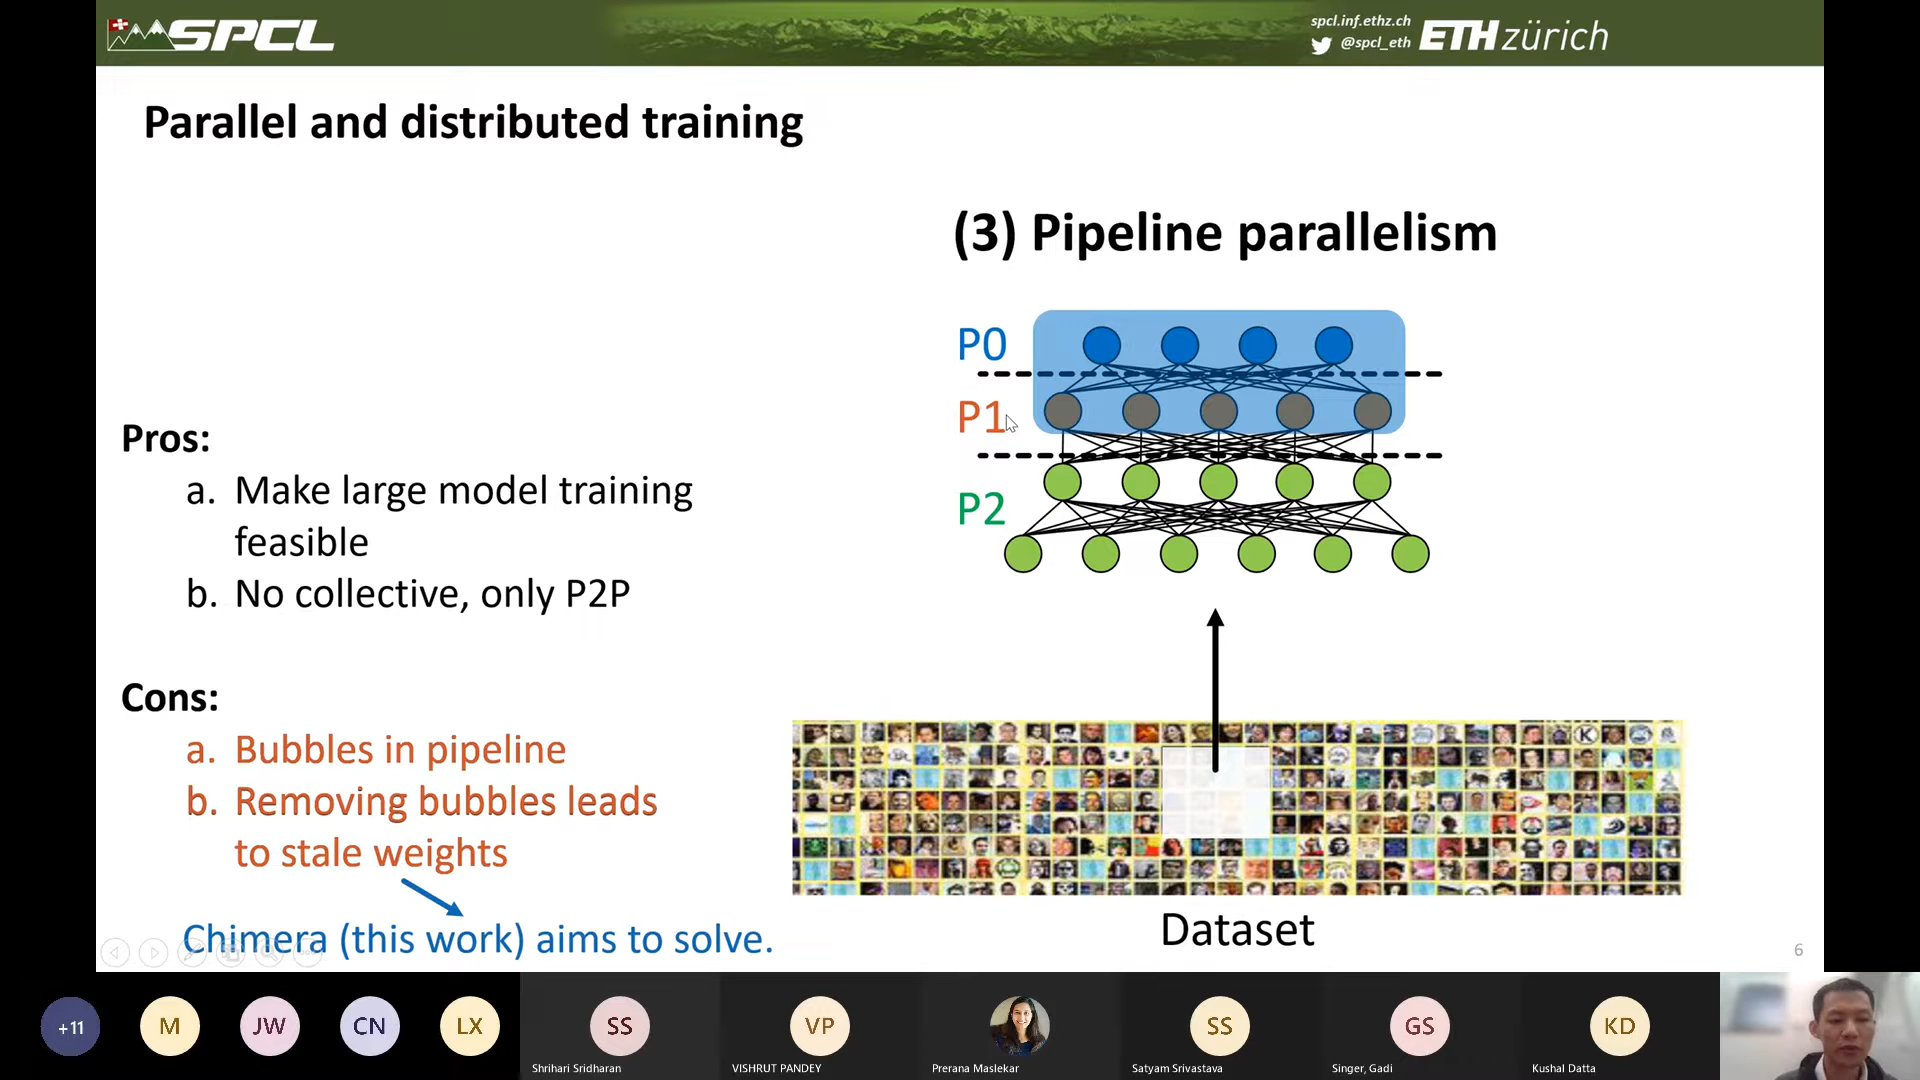 SPCL
spcl.inf.ethz.ch
@spcl_eth
ETH zürich
Parallel and distributed training
(3) Pipeline parallelism
P0
P1
P2
Pros:
a. Make large model training
feasible
b. No collective, only P2P
Cons:
a. Bubbles in pipeline
b. Removing bubbles leads
to stale weights
Chimera (this work) aims to solve.
K
Dataset
6
+11
M
JW
CN
LX
SS
VP
SS
GS
KD
Shrihari Sridharan
VISHRUT PANDEY
Prerana Maslekar
Satyam Srivastava
Singer, Gadi
Kushal Datta